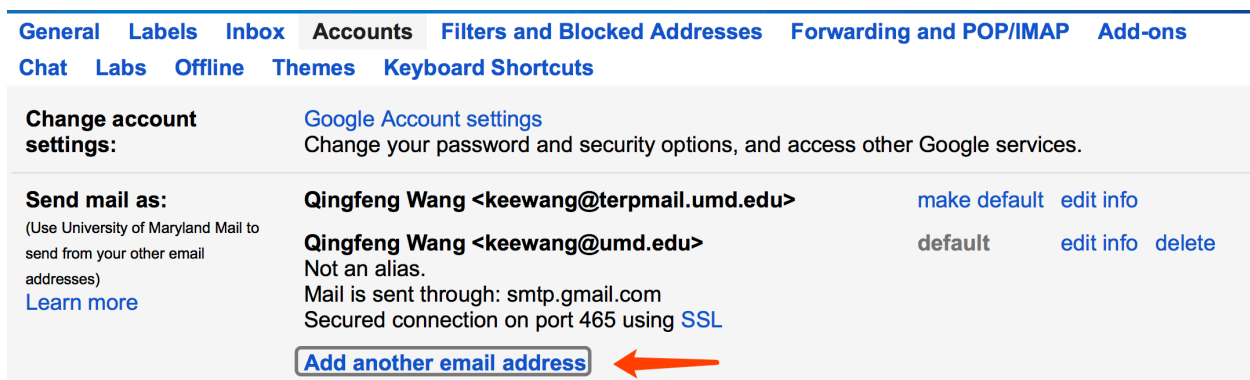 General Labels Inbox Accounts Filters and Blocked Addresses Forwarding and POP/IMAP Add-ons
Chat Labs Offline Themes Keyboard Shortcuts
Change account
settings:
Google Account settings
Change your password and security options, and access other Google services.
Send mail as:
(Use University of Maryland Mail to
send from your other email
addresses)
Learn more
Qingfeng Wang <keewang@terpmail.umd.edu> make default edit info
Qingfeng Wang <keewang@umd.edu> default edit info delete
Not an alias.
Mail is sent through: smtp.gmail.com
Secured connection on port 465 using SSL
Add another email address